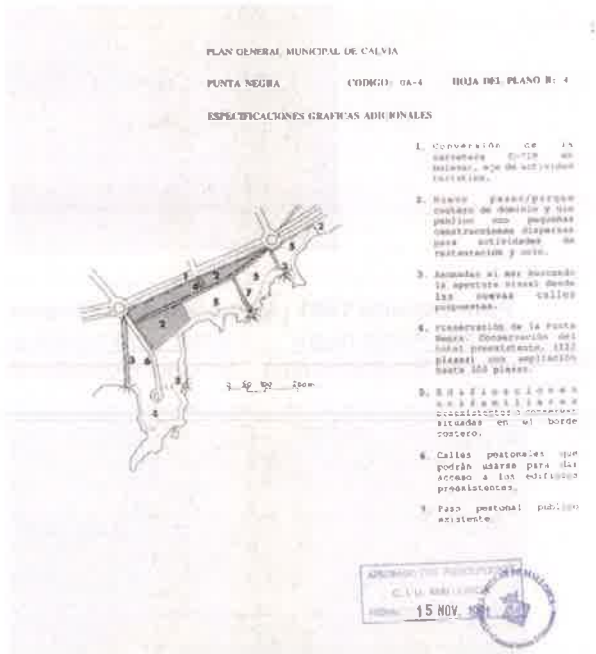 PLAN GENERAL MUNICIPAL DE CALVIA
PUNTA NEGRA CODIGO: 0A-4 HOJA DEL PLANO N: 4
ESPECIFICACIONES GRAFICAS ADICIONALES
1. Conversión de la
carretera en
bulevar, eje de actividad
turística.
2. Nuevo paseo/parque
costero de dominio y uso
público con pequeñas
construcciones dispersas
para actividades de
restauración y ocio.
3. Asomadas al mar buscando
la apertura visual desde
las nuevas calles
propuestas.
4. Preservación de la Punta
Negra. Conservación del
hotel preexistente.
plazas) con ampliación
hasta plazas.
5. Edificaciones
unifamiliares
preexistentes a conservar
situadas en el borde
costero.
6. Calles peatonales que
podrán usarse para dar
acceso a los edificios
preexistentes.
7. Paso peatonal público
existente.
15 NOV.